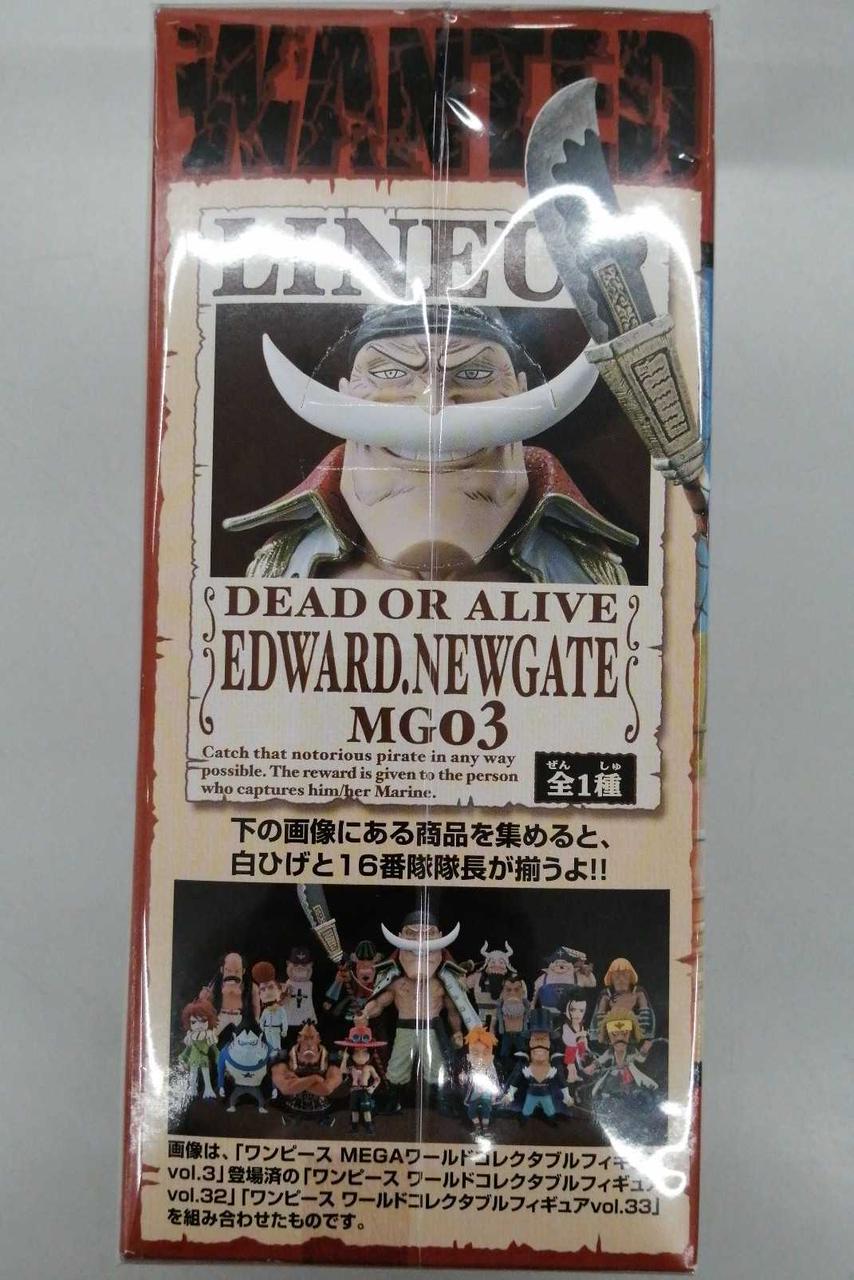 WANTED
LINEUP
DEAD OR ALIVE
EDWARD.NEWGATE
MG03
Catch that notorious pirate in any way
possible. The reward is given to the person
who captures him/her Marine.
ぜん しゅ
全1種
下の画像にある商品を集めると、
白ひげと16番隊隊長が揃うよ!!
画像は、「ワンピース MEGAワールドコレクタブルフィギュア
vol.3」登場済の「ワンピース ワールドコレクタブルフィギュア
vol.32」「ワンピース ワールドコレクタブルフィギュアvol.33」
を組み合わせたものです。